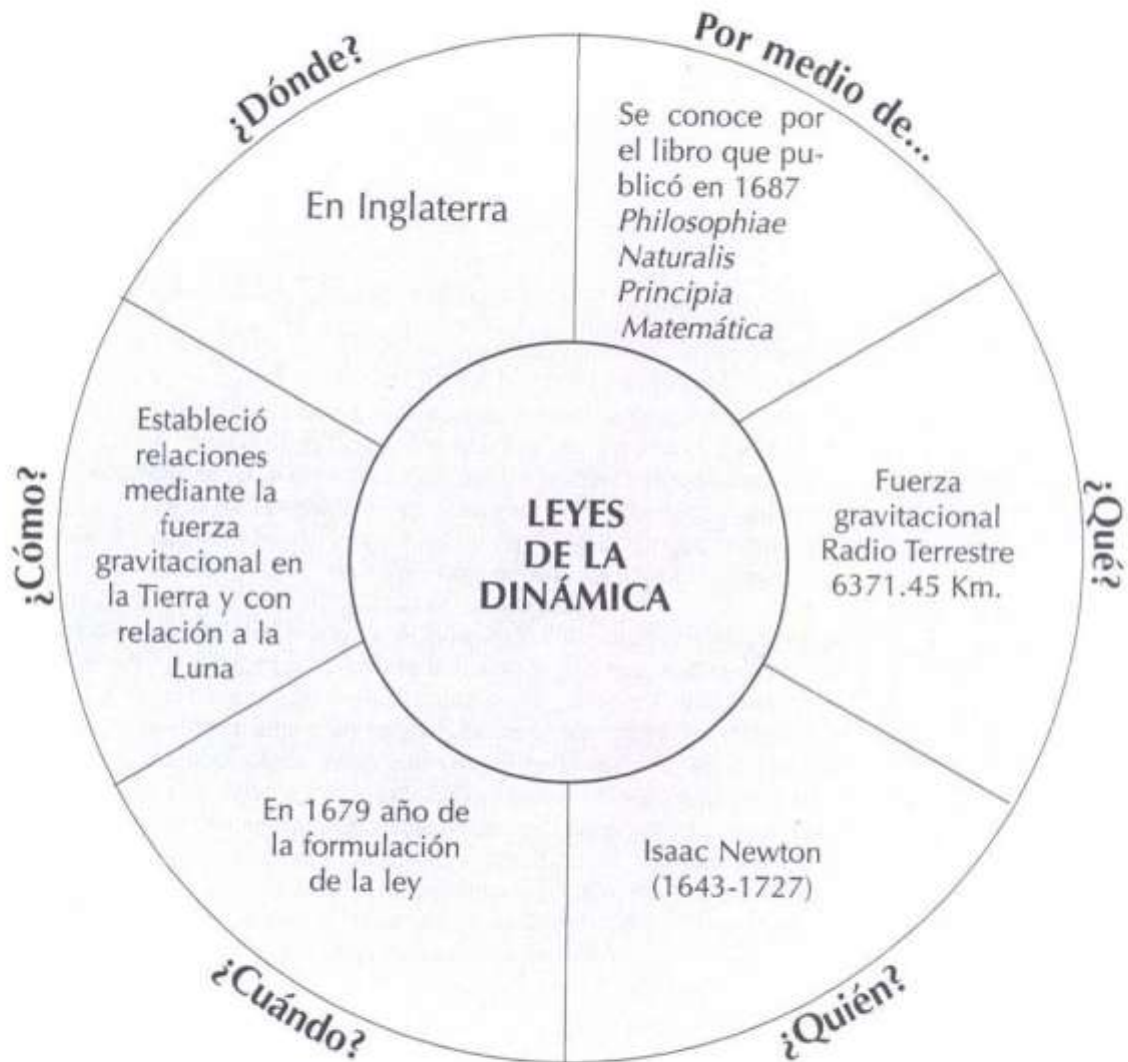 ¿Dónde?
En Inglaterra
Por medio de...
Se conoce por
el libro que pu-
blicó en 1687
Philosophiae
Naturalis
Principia
Matemática
¿Qué?
Fuerza
gravitacional
Radio Terrestre
6371.45 Km.
¿Quién?
Isaac Newton
(1643-1727)
¿Cuándo?
En 1679 año de
la formulación
de la ley
¿Cómo?
Estableció
relaciones
mediante la
fuerza
gravitacional en
la Tierra y con
relación a la
Luna
LEYES
DE LA
DINÁMICA